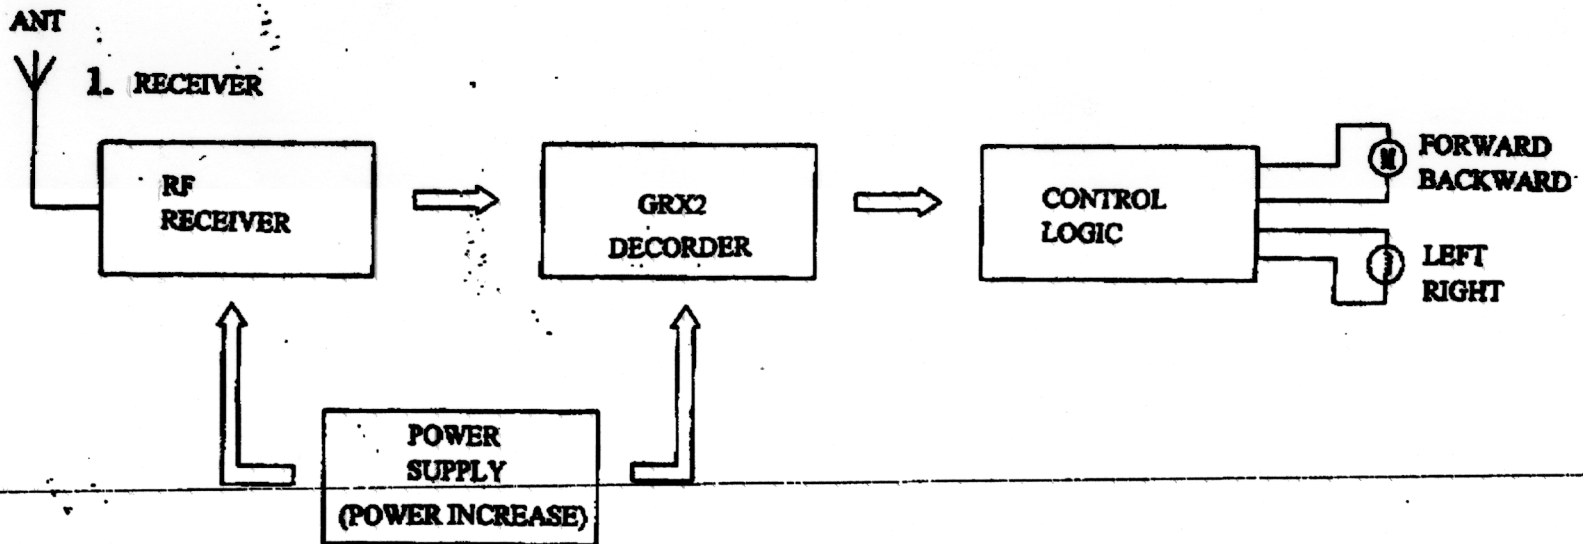 ANT
1. RECEIVER
RF
RECEIVER
GRX2
DECORDER
CONTROL
LOGIC
M
FORWARD
BACKWARD
LEFT
RIGHT
POWER
SUPPLY
(POWER INCREASE)